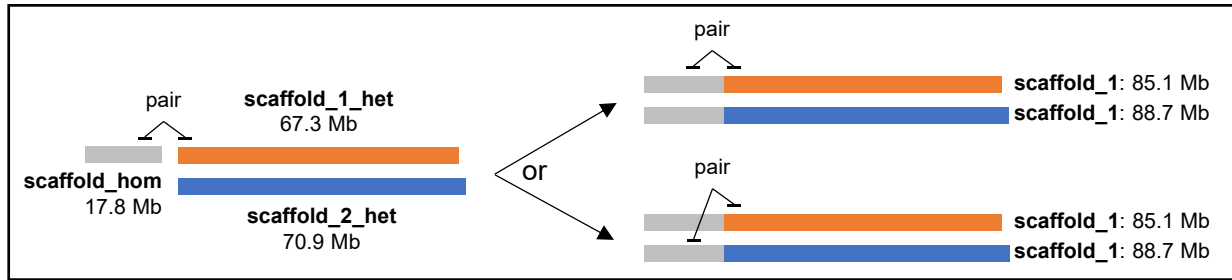 pair
scaffold_1_het
67.3 Mb
scaffold_hom
17.8 Mb
scaffold_2_het
70.9 Mb
or
pair
scaffold_1: 85.1 Mb
scaffold_1: 88.7 Mb
pair
scaffold_1: 85.1 Mb
scaffold_1: 88.7 Mb